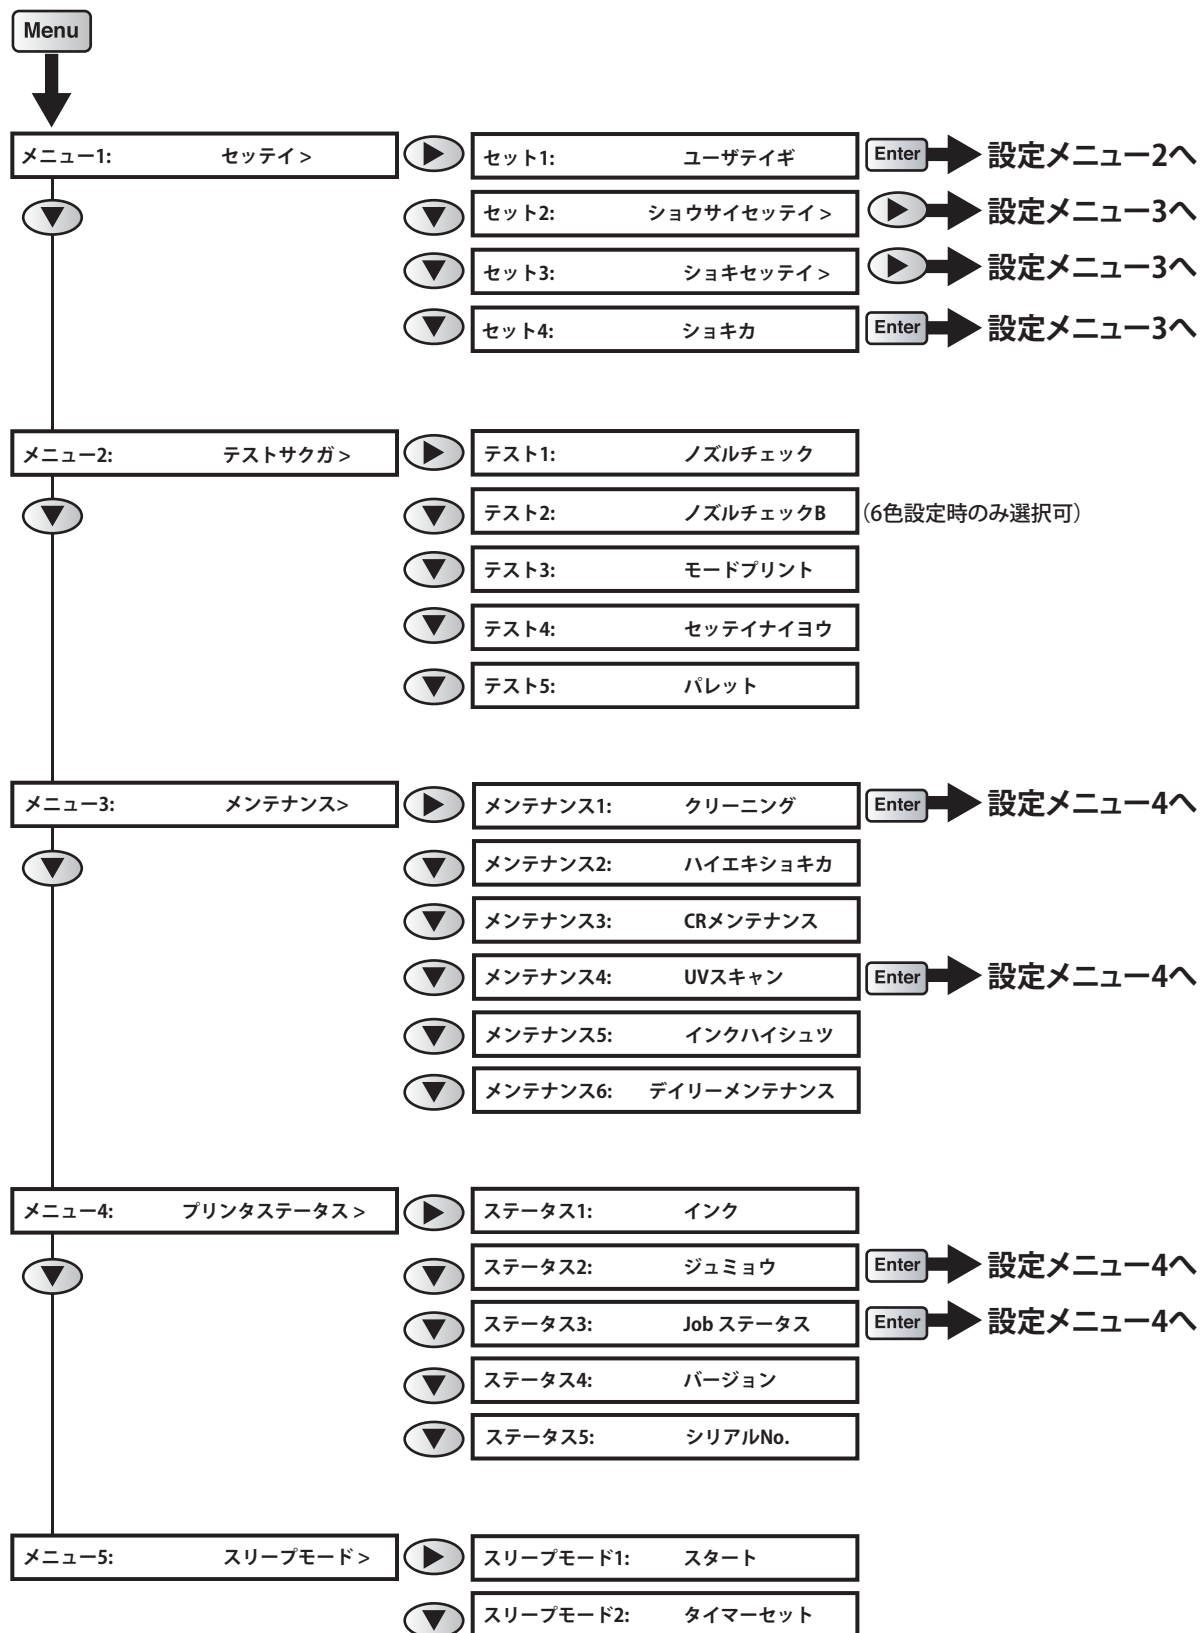 Menu
メニュー1: セッテイ >
セット1: ユーザテイギ
Enter
設定メニュー2へ
セット2: ショウサイセッテイ >
設定メニュー3へ
セット3: ショキセッテイ >
設定メニュー3へ
セット4: ショキカ
Enter
設定メニュー3へ
メニュー2: テストサクガ >
テスト1: ノズルチェック
テスト2: ノズルチェックB
（6色設定時のみ選択可）
テスト3: モードプリント
テスト4: セッテイナイヨウ
テスト5: パレット
メニュー3: メンテナンス>
メンテナンス1: クリーニング
Enter
設定メニュー4へ
メンテナンス2: ハイエキショキカ
メンテナンス3: CRメンテナンス
メンテナンス4: UVスキャン
Enter
設定メニュー4へ
メンテナンス5: インクハイシュツ
メンテナンス6: デイリーメンテナンス
メニュー4: プリンタステータス >
ステータス1: インク
ステータス2: ジュミョウ
Enter
設定メニュー4へ
ステータス3: Job ステータス
Enter
設定メニュー4へ
ステータス4: バージョン
ステータス5: シリアルNo.
メニュー5: スリープモード >
スリープモード1: スタート
スリープモード2: タイマーセット